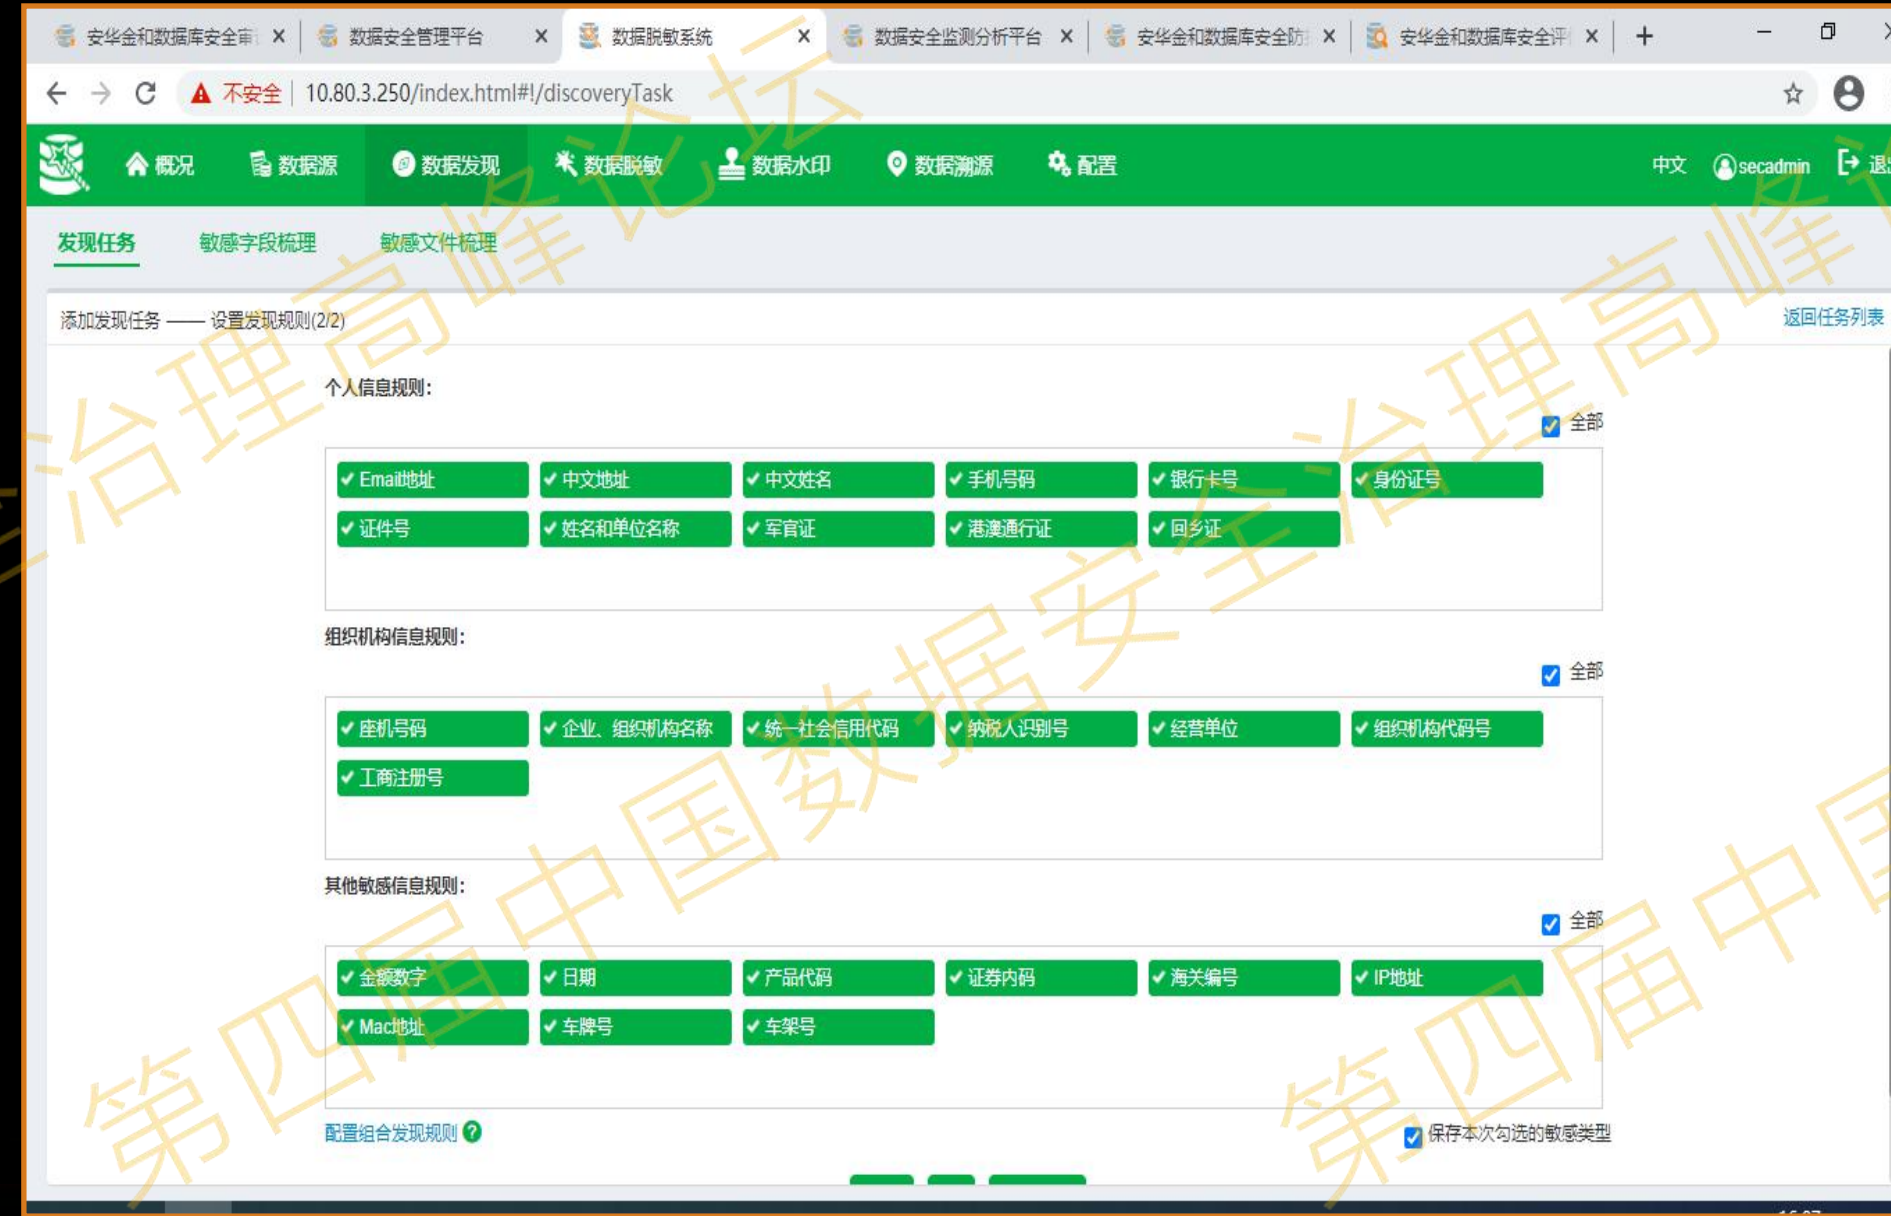 安华金和数据库安全审
数据安全管理平台
数据脱敏系统
数据安全监测分析平台
安华金和数据库安全防
安华金和数据库安全评
不安全 10.80.3.250/index.html#!/discoveryTask
概况 数据源 数据发现 数据脱敏 数据水印 数据溯源 配置 中文 secadmin 退出
发现任务 敏感字段梳理 敏感文件梳理
添加发现任务 —— 设置发现规则(2/2) 返回任务列表
个人信息规则：
全部
Email地址 中文地址 中文姓名 手机号码 银行卡号 身份证号
证件号 姓名和单位名称 军官证 港澳通行证 回乡证
组织机构信息规则：
全部
座机号码 企业、组织机构名称 统一社会信用代码 纳税人识别号 经营单位 组织机构代码号
工商注册号
其他敏感信息规则：
全部
金额数字 日期 产品代码 证券内码 海关编号 IP地址
Mac地址 车牌号 车架号
配置组合发现规则 保存本次勾选的敏感类型
第四届中国数据安全治理高峰论坛
第四届中国
安全治理高峰论